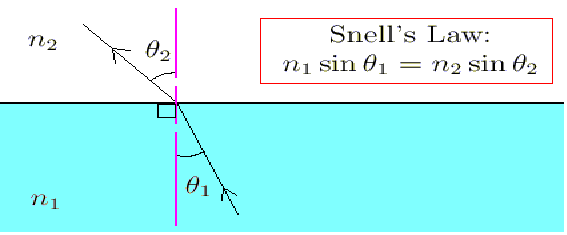 n₂
θ₂
Snell's Law:
n₁ sin θ₁ = n₂ sin θ₂
θ₁
n₁